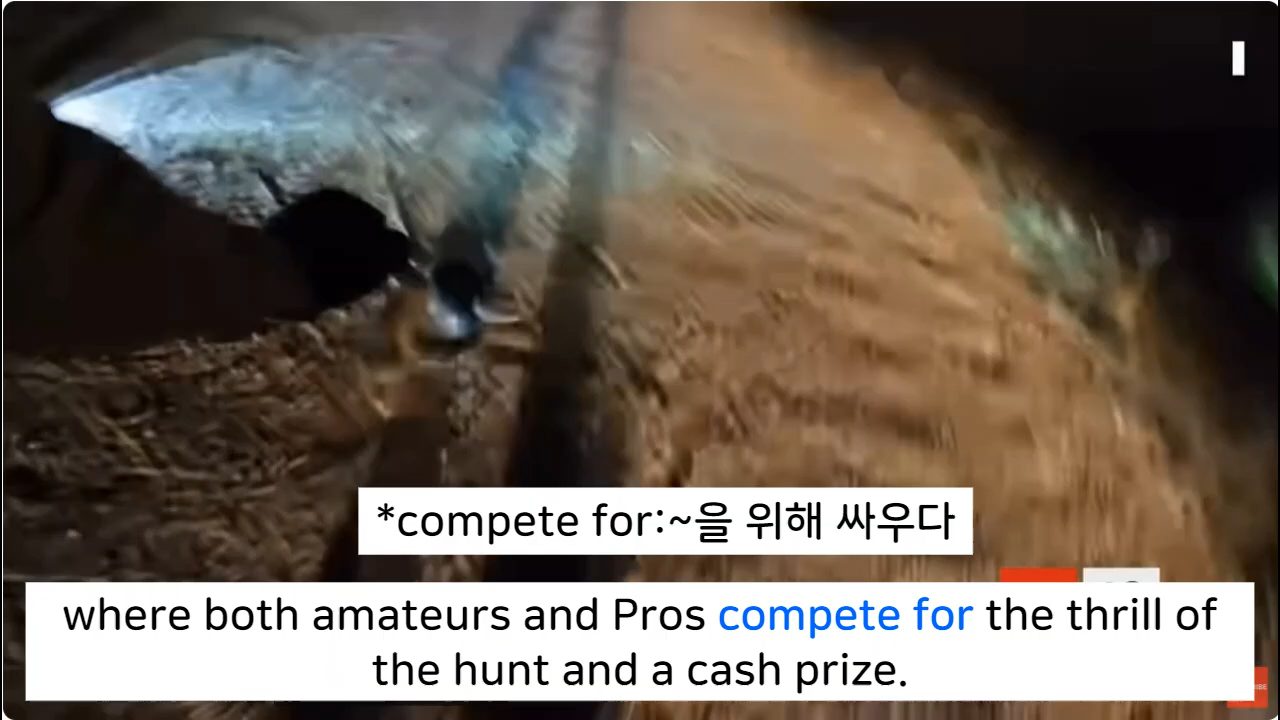 *compete for:~을 위해 싸우다
where both amateurs and Pros compete for the thrill of
the hunt and a cash prize.